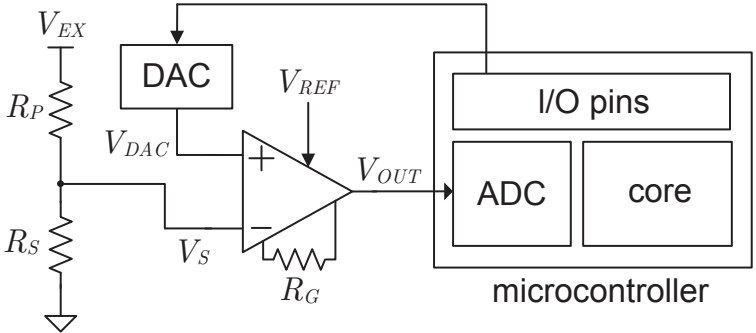 V_EX
DAC
V_REF
I/O pins
R_P
V_DAC
+
V_OUT
ADC
core
−
R_S
V_S
R_G
microcontroller